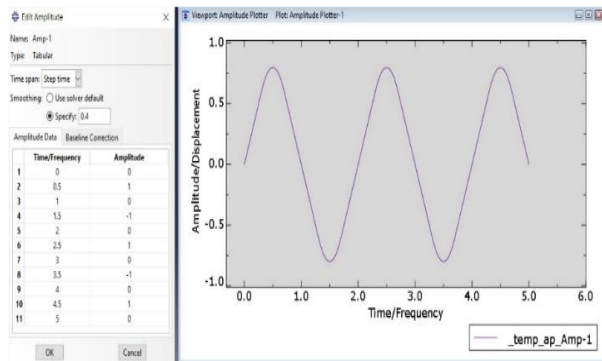 Edit Amplitude
Name: Amp-1
Type: Tabular
Time span: Step time
Smoothing: Use solver default
Specify: 0.4
Amplitude Data Baseline Correction
Time/Frequency Amplitude
1 0 0
2 0.5 1
3 1 0
4 1.5 -1
5 2 0
6 2.5 1
7 3 0
8 3.5 -1
9 4 0
10 4.5 1
11 5 0
OK Cancel
Viewport: Amplitude Plotter Plot: Amplitude Plotter-1
Amplitude/Displacement
1.0
0.5
0.0
-0.5
-1.0
0.0 1.0 2.0 3.0 4.0 5.0 6.0
Time/Frequency
_temp_ap_Amp-1